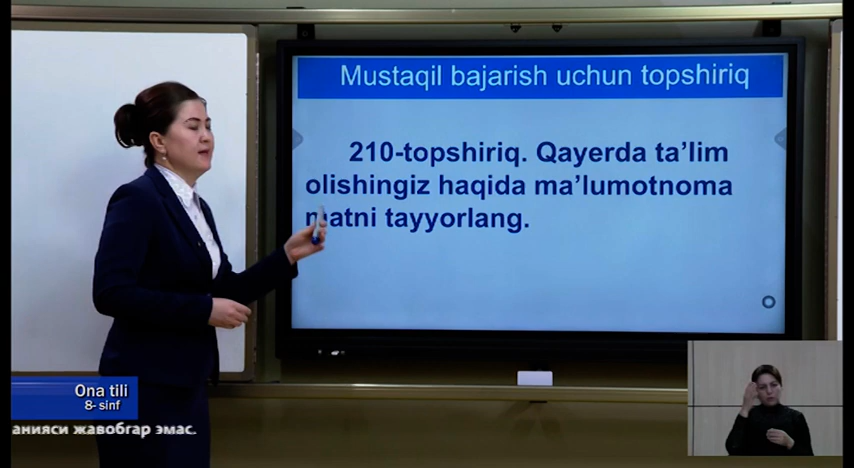 Mustaqil bajarish uchun topshiriq
210-topshiriq. Qayerda ta’lim
olishingiz haqida ma’lumotnoma
matni tayyorlang.
Ona tili
8- sinf
анияси жавобгар эмас.